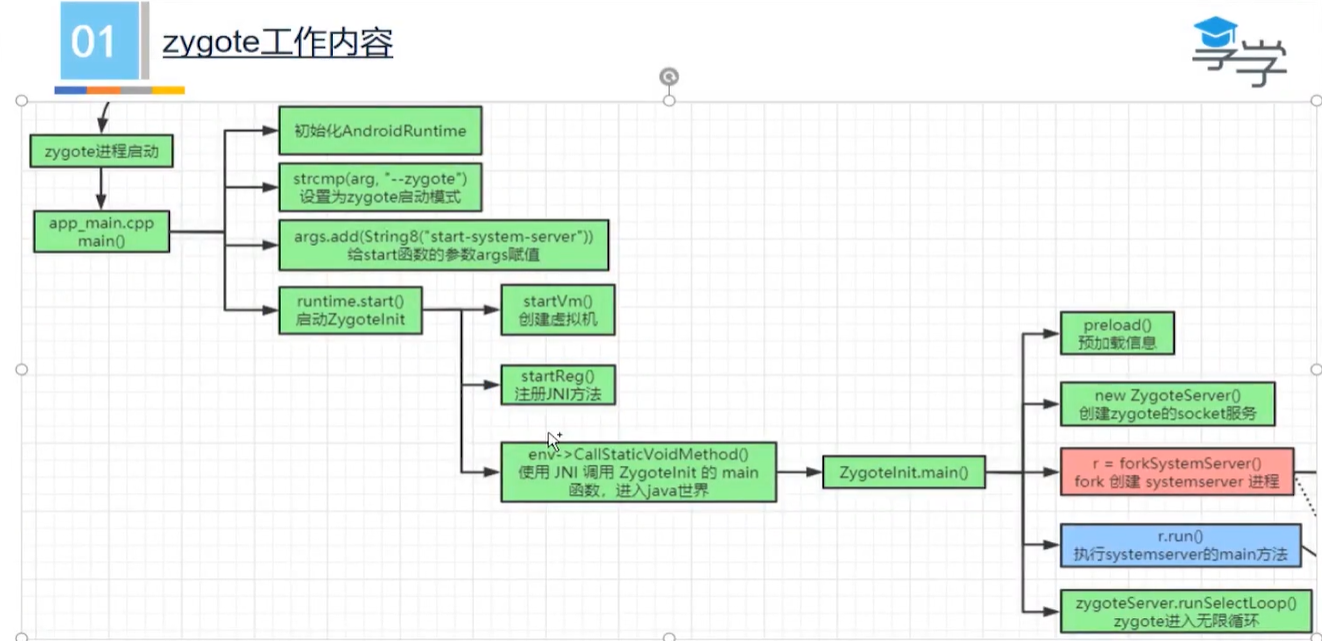 01
zygote工作内容
享学
zygote进程启动
app_main.cpp
main()
初始化AndroidRuntime
strcmp(arg, "--zygote")
设置为zygote启动模式
args.add(String8("start-system-server"))
给start函数的参数args赋值
runtime.start()
启动ZygoteInit
startVm()
创建虚拟机
startReg()
注册JNI方法
env->CallStaticVoidMethod()
使用 JNI 调用 ZygoteInit 的 main
函数，进入java世界
ZygoteInit.main()
preload()
预加载信息
new ZygoteServer()
创建zygote的socket服务
r = forkSystemServer()
fork 创建 systemserver 进程
r.run()
执行systemserver的main方法
zygoteServer.runSelectLoop()
zygote进入无限循环